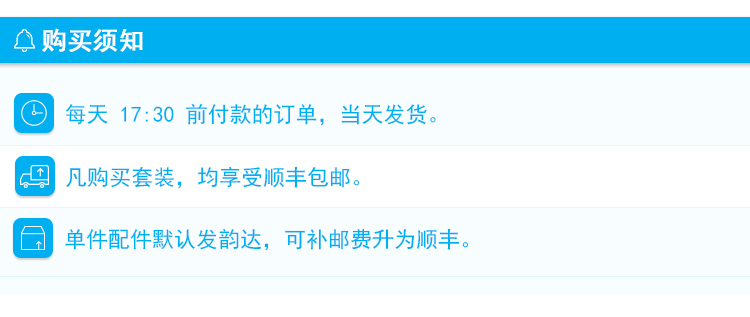 购买须知
每天 17:30 前付款的订单，当天发货。
凡购买套装，均享受顺丰包邮。
单件配件默认发韵达，可补邮费升为顺丰。